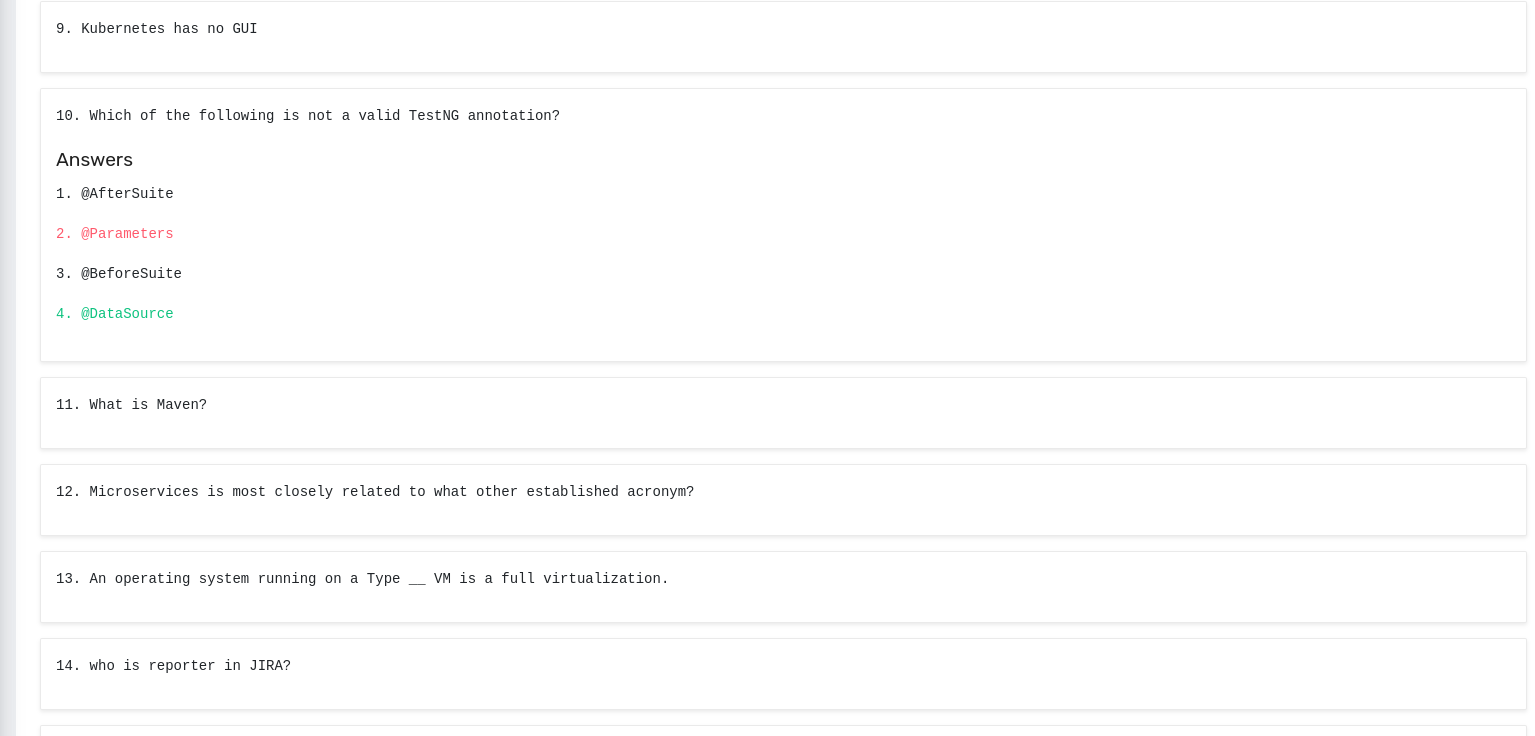 9. Kubernetes has no GUI
10. Which of the following is not a valid TestNG annotation?
Answers
1. @AfterSuite
2. @Parameters
3. @BeforeSuite
4. @DataSource
11. What is Maven?
12. Microservices is most closely related to what other established acronym?
13. An operating system running on a Type __ VM is a full virtualization.
14. who is reporter in JIRA?